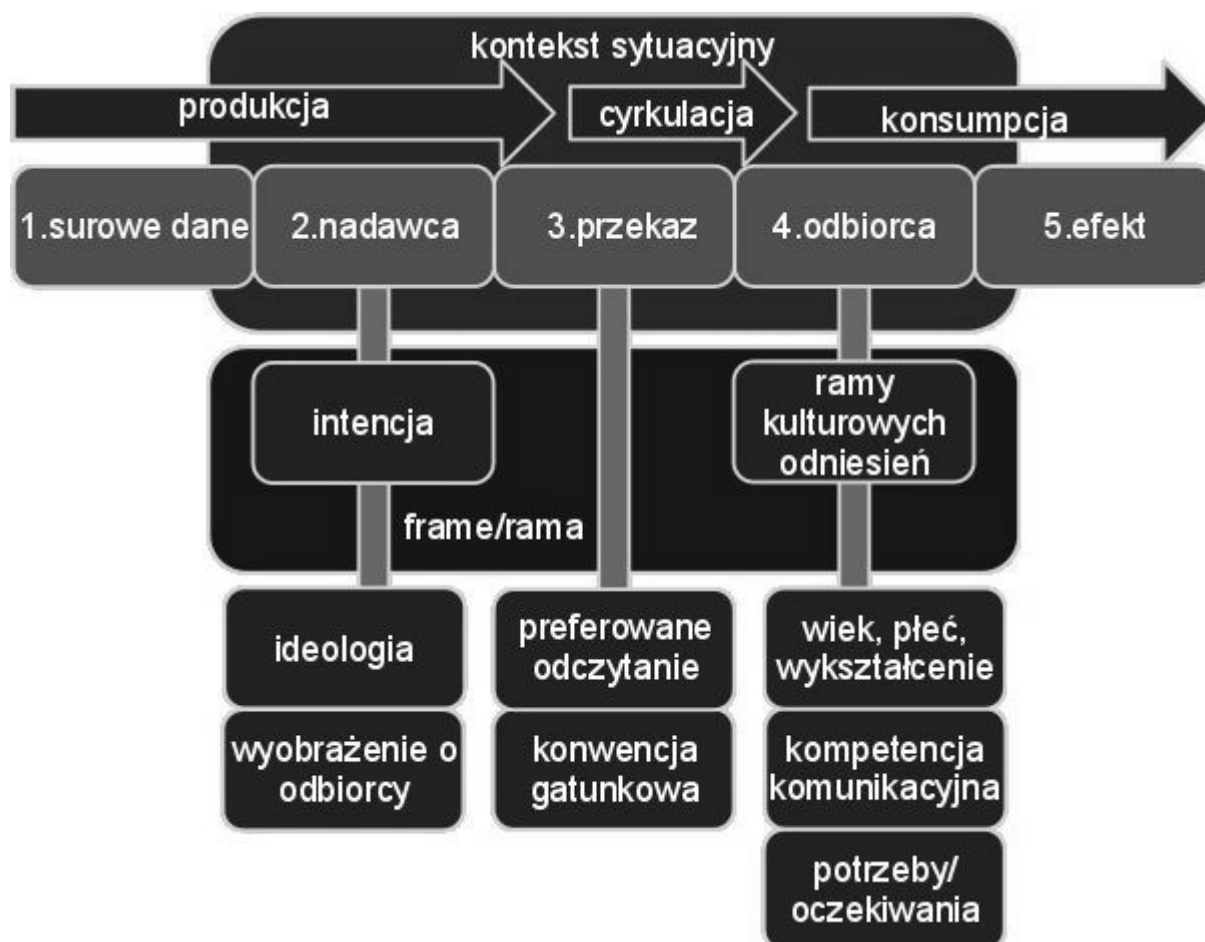 kontekst sytuacyjny
produkcja
cyrkulacja
konsumpcja
1.surowe dane
2.nadawca
3.przekaz
4.odbiorca
5.efekt
intencja
ramy
kulturowych
odniesień
frame/rama
ideologia
preferowane
odczytanie
wiek, płeć,
wykształcenie
wyobrażenie o
odbiorcy
konwencja
gatunkowa
kompetencja
komunikacyjna
potrzeby/
oczekiwania